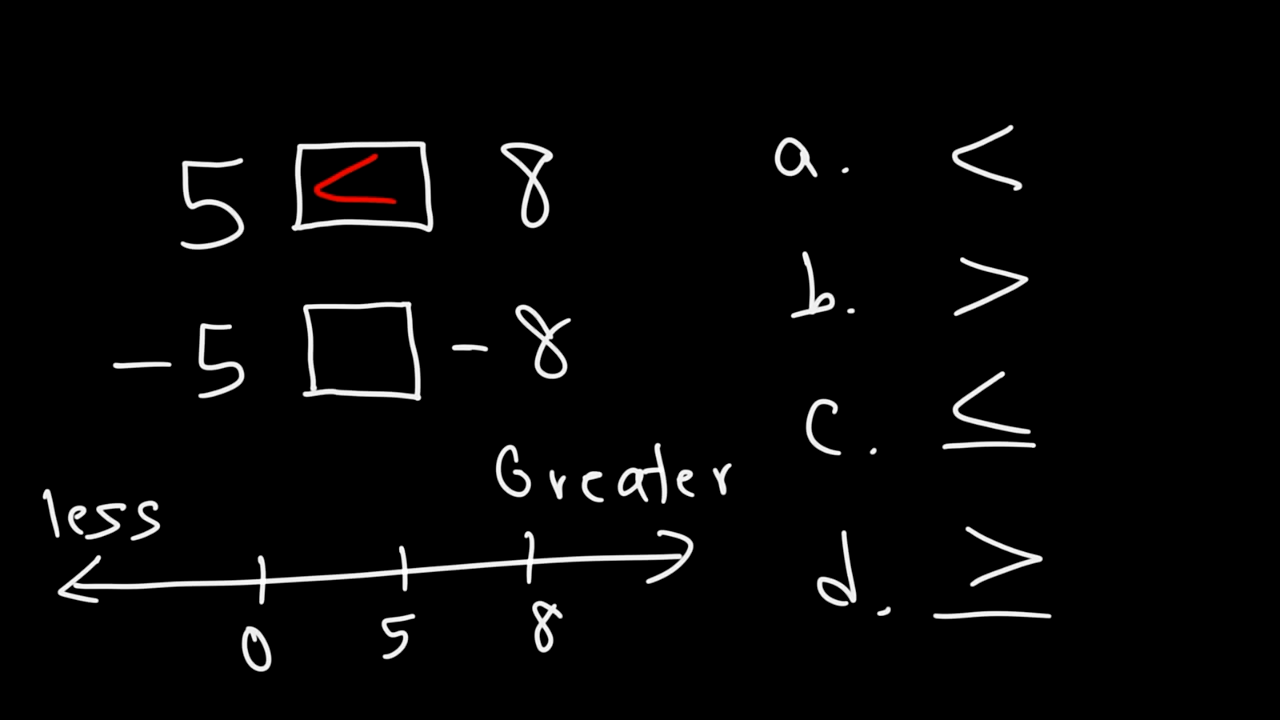 5 < 8
-5 □ -8
less Greater
0 5 8
a. <
b. >
c. ≤
d. ≥